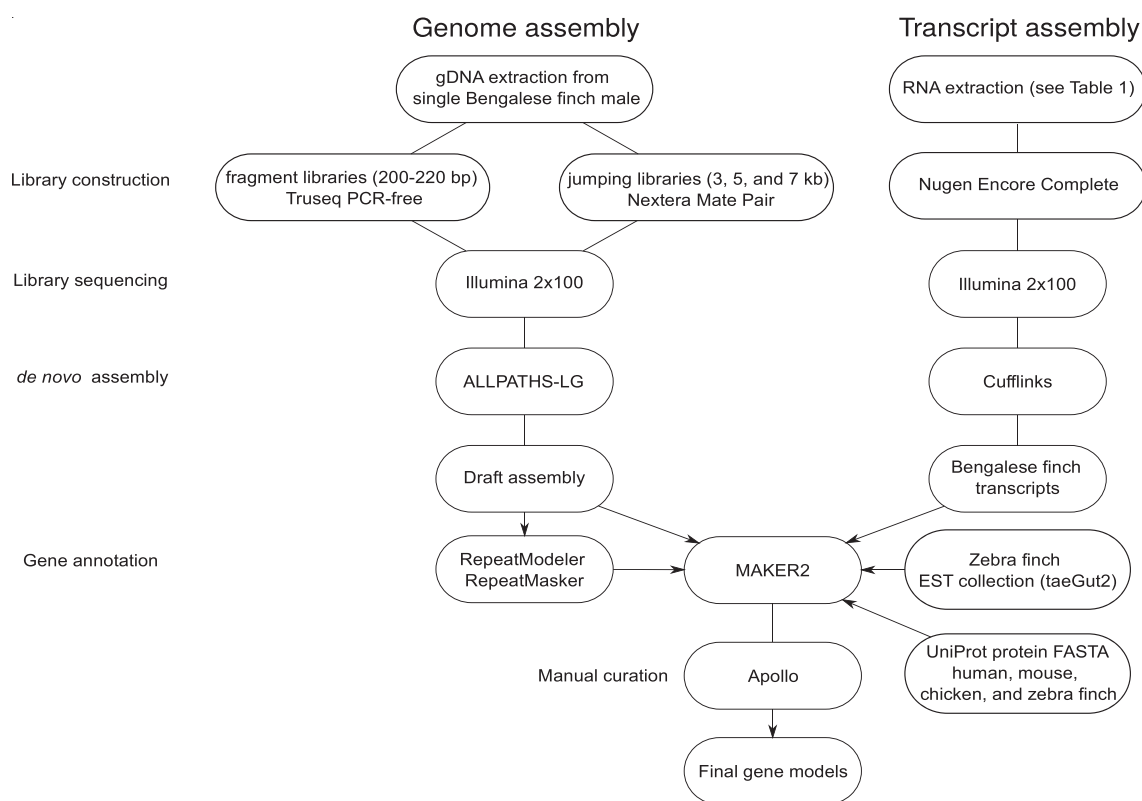 Genome assembly
Transcript assembly
gDNA extraction from
single Bengalese finch male
RNA extraction (see Table 1)
Library construction
fragment libraries (200-220 bp)
Truseq PCR-free
jumping libraries (3, 5, and 7 kb)
Nextera Mate Pair
Nugen Encore Complete
Library sequencing
Illumina 2x100
Illumina 2x100
de novo assembly
ALLPATHS-LG
Cufflinks
Draft assembly
Bengalese finch
transcripts
Gene annotation
RepeatModeler
RepeatMasker
MAKER2
Zebra finch
EST collection (taeGut2)
Manual curation
Apollo
UniProt protein FASTA
human, mouse,
chicken, and zebra finch
Final gene models